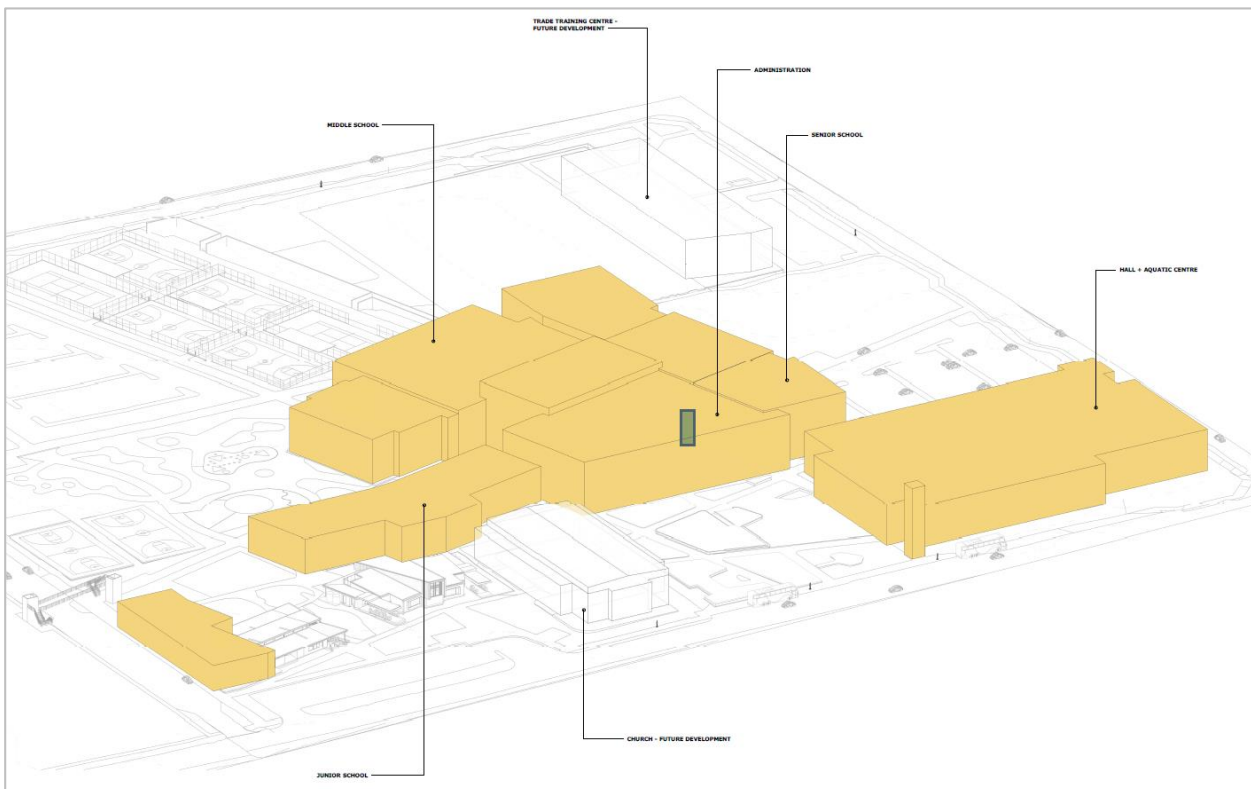 TRADE TRAINING CENTRE -
FUTURE DEVELOPMENT
ADMINISTRATION
MIDDLE SCHOOL
SENIOR SCHOOL
HALL + AQUATIC CENTRE
CHURCH - FUTURE DEVELOPMENT
JUNIOR SCHOOL